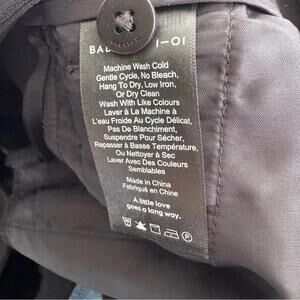 BAB
I-OI
Machine Wash Cold
Gentle Cycle, No Bleach,
Hang To Dry, Low Iron,
Or Dry Clean
Wash With Like Colours
Laver à La Machine à
L'eau Froide Au Cycle Délicat,
Pas De Blanchiment,
Suspendre Pour Sécher,
Repasser à Basse Température,
Ou Nettoyer à Sec
Laver Avec Des Couleurs
Semblables
Made in China
Fabriqué en Chine
A little love
goes a long way.